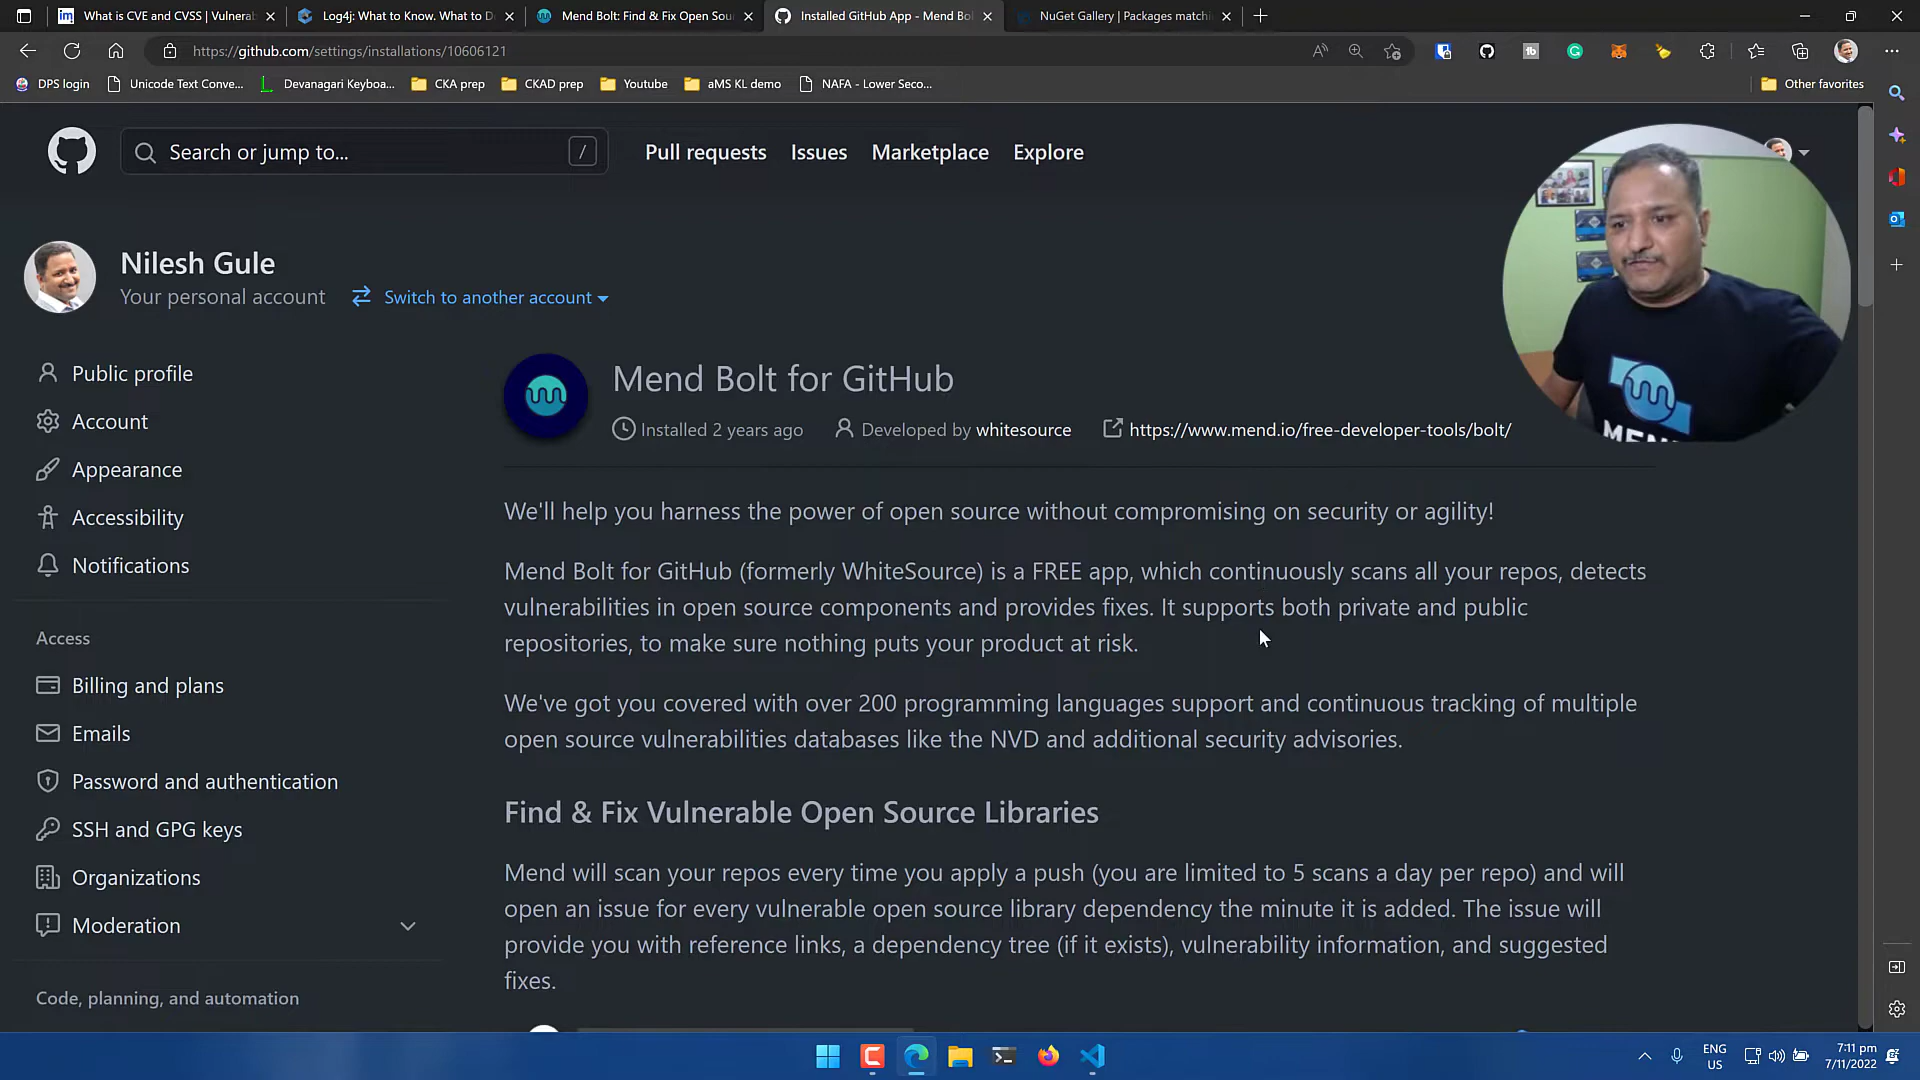 What is CVE and CVSS | Vulnera
Log4j: What to Know. What to D
Mend Bolt: Find & Fix Open Sou
Installed GitHub App - Mend Bo
NuGet Gallery | Packages matchi
https://github.com/settings/installations/10606121
DPS login
Unicode Text Conve...
Devanagari Keyboa...
CKA prep
CKAD prep
Youtube
aMS KL demo
NAFA - Lower Seco...
Other favorites
Search or jump to...
/
Pull requests
Issues
Marketplace
Explore
Nilesh Gule
Your personal account
Switch to another account
Public profile
Account
Appearance
Accessibility
Notifications
Access
Billing and plans
Emails
Password and authentication
SSH and GPG keys
Organizations
Moderation
Code, planning, and automation
Mend Bolt for GitHub
Installed 2 years ago
Developed by whitesource
https://www.mend.io/free-developer-tools/bolt/
We'll help you harness the power of open source without compromising on security or agility!
Mend Bolt for GitHub (formerly WhiteSource) is a FREE app, which continuously scans all your repos, detects
vulnerabilities in open source components and provides fixes. It supports both private and public
repositories, to make sure nothing puts your product at risk.
We've got you covered with over 200 programming languages support and continuous tracking of multiple
open source vulnerabilities databases like the NVD and additional security advisories.
Find & Fix Vulnerable Open Source Libraries
Mend will scan your repos every time you apply a push (you are limited to 5 scans a day per repo) and will
open an issue for every vulnerable open source library dependency the minute it is added. The issue will
provide you with reference links, a dependency tree (if it exists), vulnerability information, and suggested
fixes.
ENG
US
7:11 pm
7/11/2022